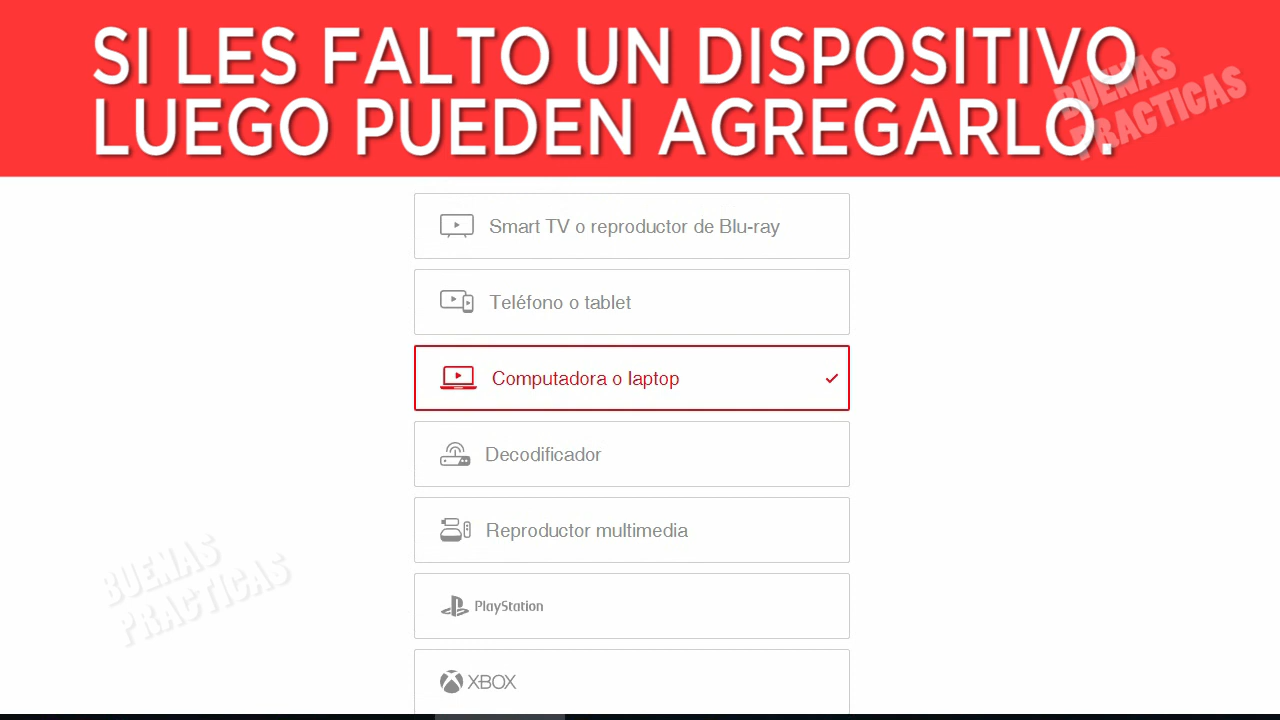 SI LES FALTO UN DISPOSITIVO
LUEGO PUEDEN AGREGARLO.
BUENAS
PRACTICAS
Smart TV o reproductor de Blu-ray
Teléfono o tablet
Computadora o laptop
Decodificador
Reproductor multimedia
PlayStation
XBOX
BUENAS
PRACTICAS